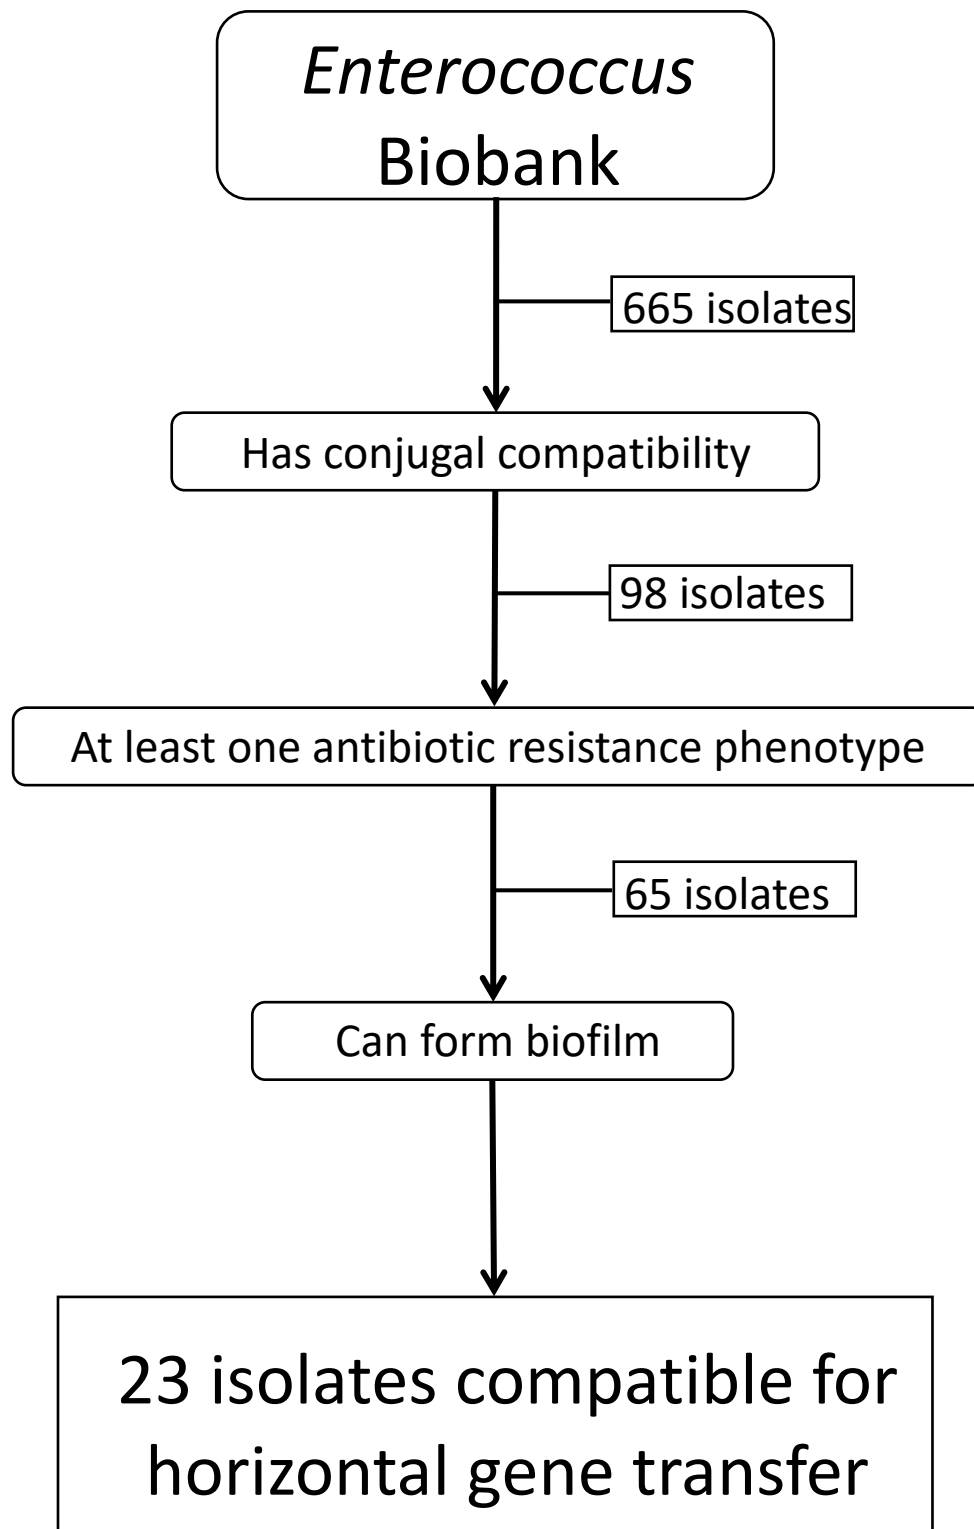 Enterococcus
Biobank
665 isolates
Has conjugal compatibility
98 isolates
At least one antibiotic resistance phenotype
65 isolates
Can form biofilm
23 isolates compatible for
horizontal gene transfer